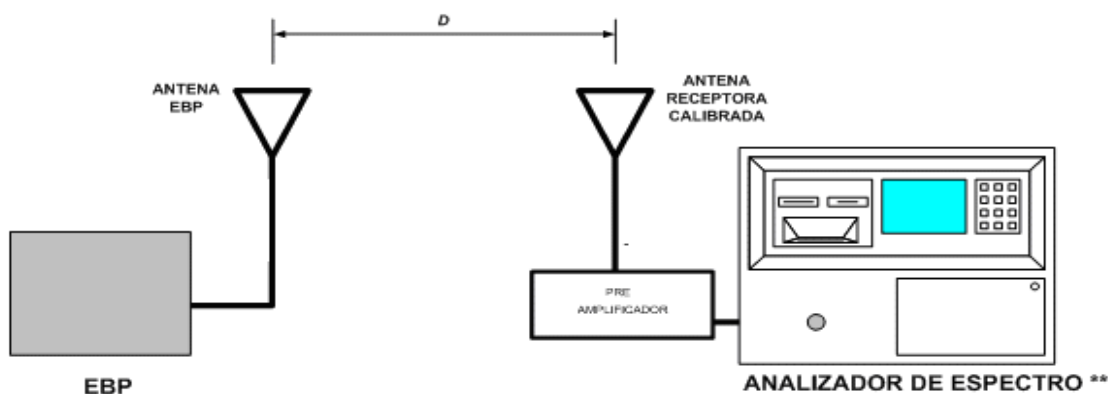 D
ANTENA
EBP
ANTENA
RECEPTORA
CALIBRADA
PRE
AMPLIFICADOR
EBP
ANALIZADOR DE ESPECTRO **